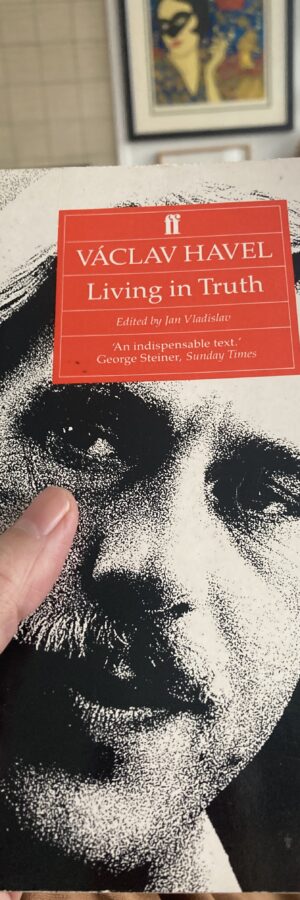 ff
VÁCLAV HAVEL
Living in Truth
Edited by Jan Vladislav
'An indispensable text.'
George Steiner, Sunday Times